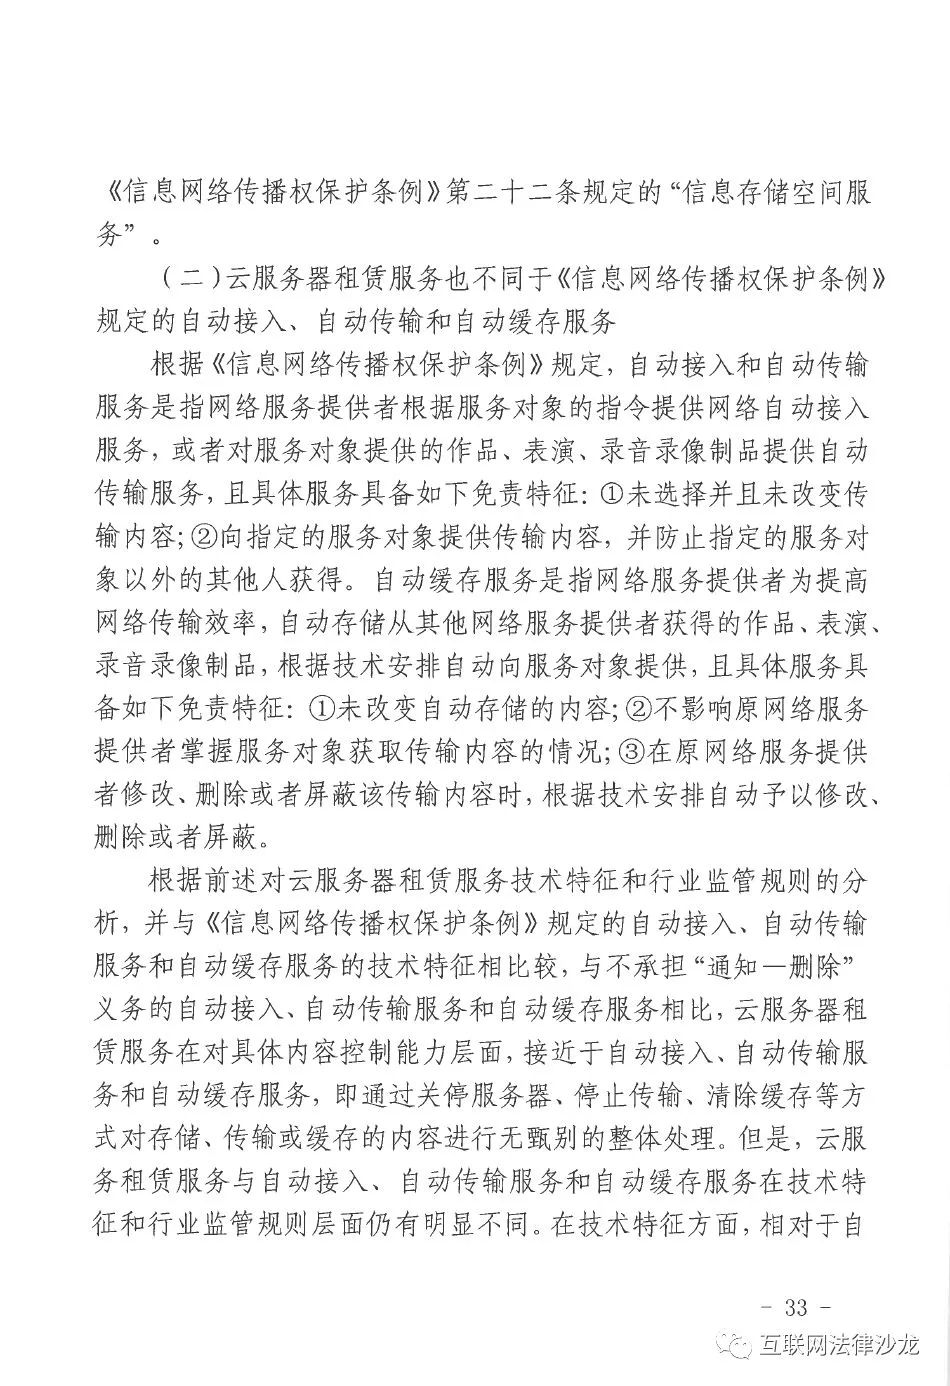 《信息网络传播权保护条例》第二十二条规定的“信息存储空间服
务”。
（二）云服务器租赁服务也不同于《信息网络传播权保护条例》
规定的自动接入、自动传输和自动缓存服务
根据《信息网络传播权保护条例》规定，自动接入和自动传输
服务是指网络服务提供者根据服务对象的指令提供网络自动接入
服务，或者对服务对象提供的作品、表演、录音录像制品提供自动
传输服务，且具体服务具备如下免责特征：①未选择并且未改变传
输内容；②向指定的服务对象提供传输内容，并防止指定的服务对
象以外的其他人获得。自动缓存服务是指网络服务提供者为提高
网络传输效率，自动存储从其他网络服务提供者获得的作品、表演、
录音录像制品，根据技术安排自动向服务对象提供，且具体服务具
备如下免责特征：①未改变自动存储的内容；②不影响原网络服务
提供者掌握服务对象获取传输内容的情况；③在原网络服务提供
者修改、删除或者屏蔽该传输内容时，根据技术安排自动予以修改、
删除或者屏蔽。
根据前述对云服务器租赁服务技术特征和行业监管规则的分
析，并与《信息网络传播权保护条例》规定的自动接入、自动传输
服务和自动缓存服务的技术特征相比较，与不承担“通知—删除”
义务的自动接入、自动传输服务和自动缓存服务相比，云服务器租
赁服务在对具体内容控制能力层面，接近于自动接入、自动传输服
务和自动缓存服务，即通过关停服务器、停止传输、清除缓存等方
式对存储、传输或缓存的内容进行无甄别的整体处理。但是，云服
务租赁服务与自动接入、自动传输服务和自动缓存服务在技术特
征和行业监管规则层面仍有明显不同。在技术特征方面，相对于自
- 33 -
互联网法律沙龙